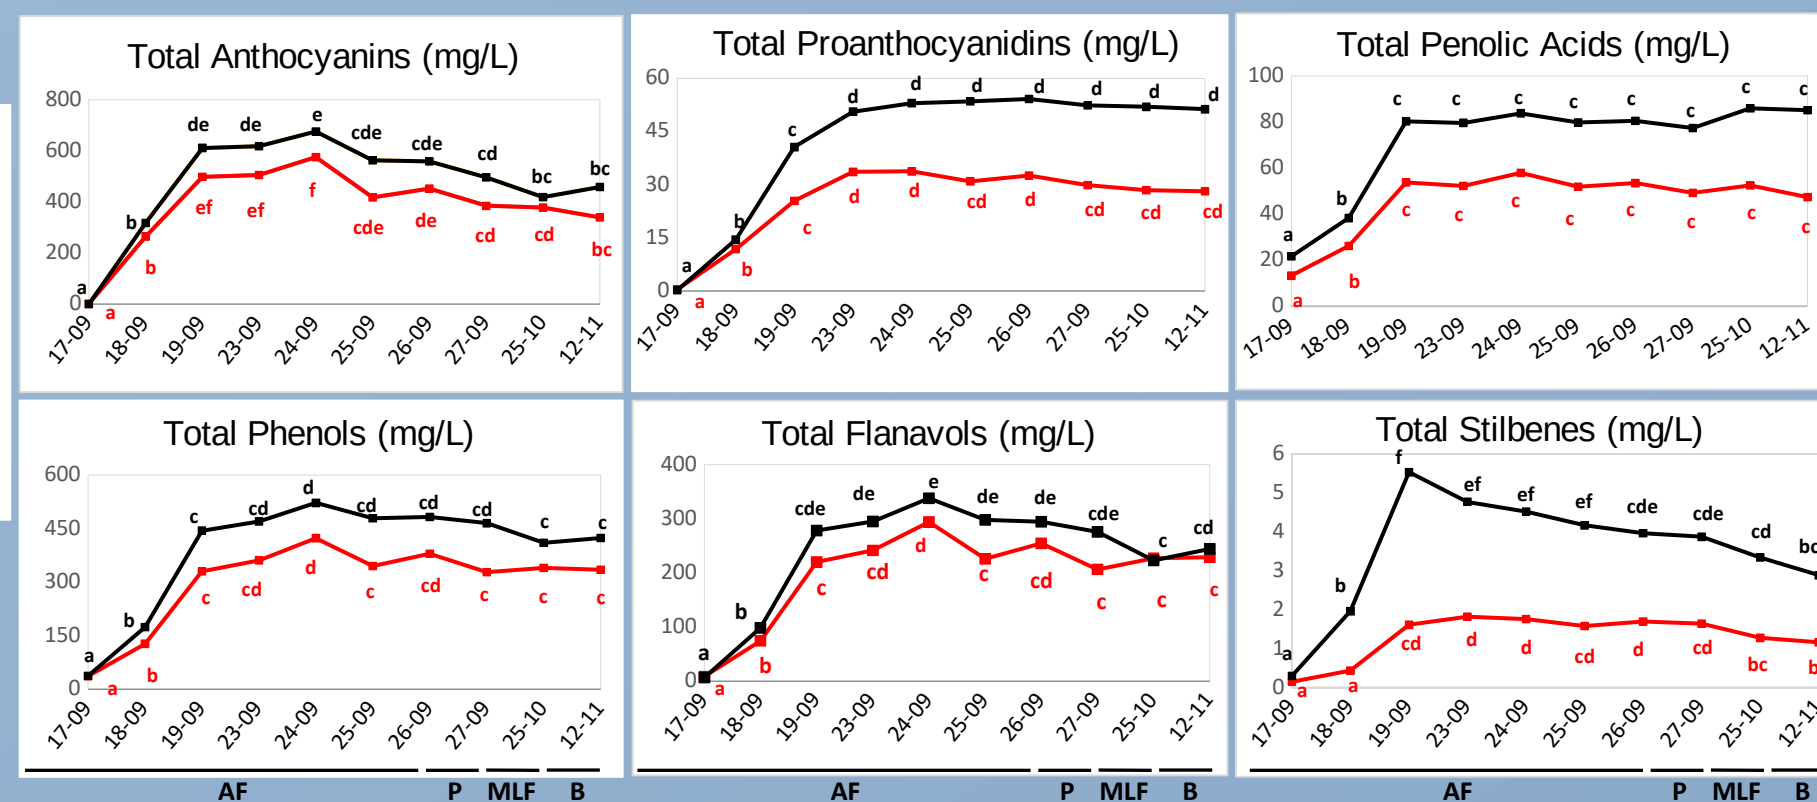 Total Anthocyanins (mg/L)
800
600
400
200
0
a b de de e cde cde cd bc bc
a b ef ef f cde de cd cd bc
17-09 18-09 19-09 23-09 24-09 25-09 26-09 27-09 25-10 12-11
Total Proanthocyanidins (mg/L)
60
45
30
15
0
a b c d d d d d d d
a b c d d cd d cd cd cd
17-09 18-09 19-09 23-09 24-09 25-09 26-09 27-09 25-10 12-11
Total Penolic Acids (mg/L)
100
80
60
40
20
0
a b c c c c c c c c
a b c c c c c c c c
17-09 18-09 19-09 23-09 24-09 25-09 26-09 27-09 25-10 12-11
Total Phenols (mg/L)
600
450
300
150
0
a b c cd d cd cd cd c c
a b c cd d c cd c c c
17-09 18-09 19-09 23-09 24-09 25-09 26-09 27-09 25-10 12-11
AF P MLF B
Total Flanavols (mg/L)
400
300
200
100
0
a b cde de e de de cde c cd
a b c cd d c cd c c c
17-09 18-09 19-09 23-09 24-09 25-09 26-09 27-09 25-10 12-11
AF P MLF B
Total Stilbenes (mg/L)
6
5
4
3
2
1
0
a b f ef ef ef cde cde cd bc
a a cd d d cd d cd bc b
17-09 18-09 19-09 23-09 24-09 25-09 26-09 27-09 25-10 12-11
AF P MLF B